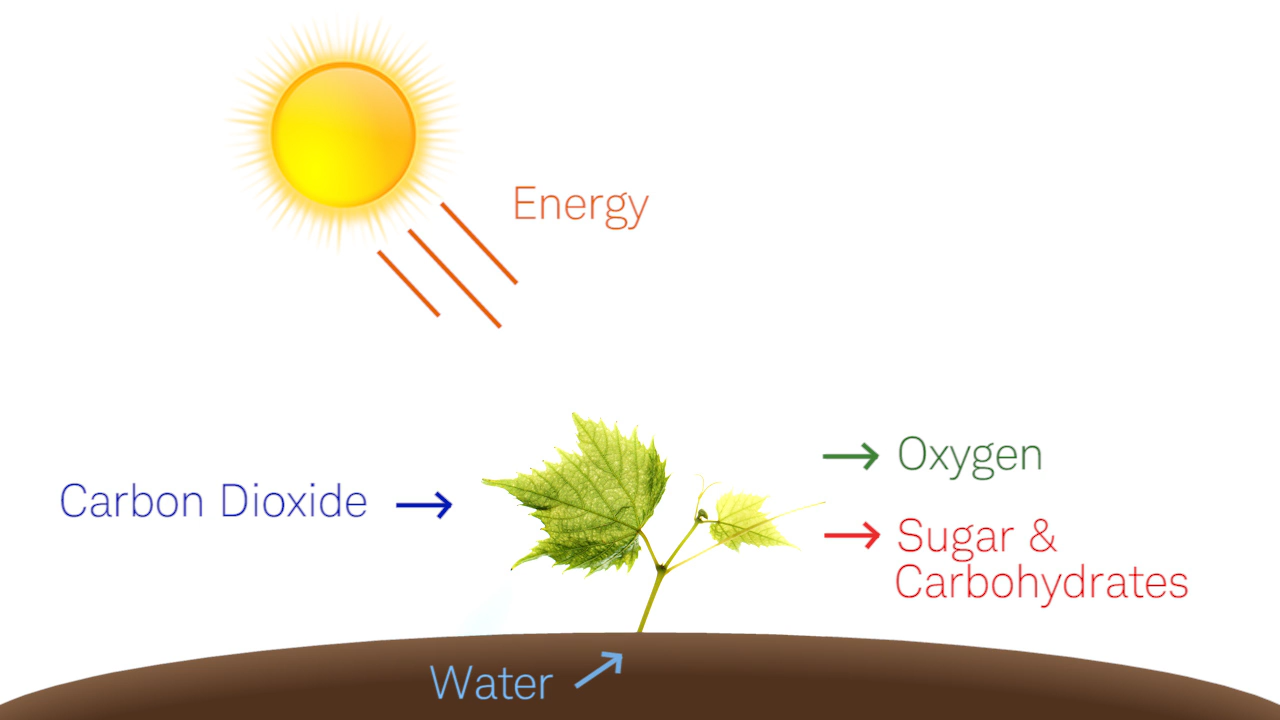 Energy
Carbon Dioxide
Oxygen
Sugar &
Carbohydrates
Water